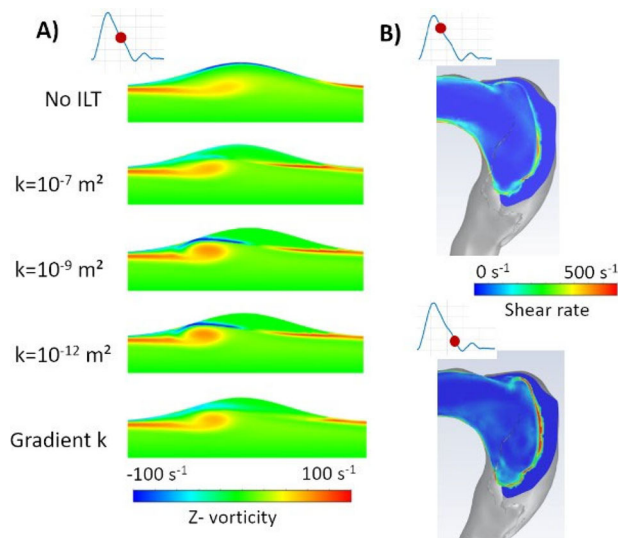 A)
B)
No ILT
k=10⁻⁷ m²
k=10⁻⁹ m²
k=10⁻¹² m²
Gradient k
-100 s⁻¹ 100 s⁻¹
Z- vorticity
0 s⁻¹ 500 s⁻¹
Shear rate